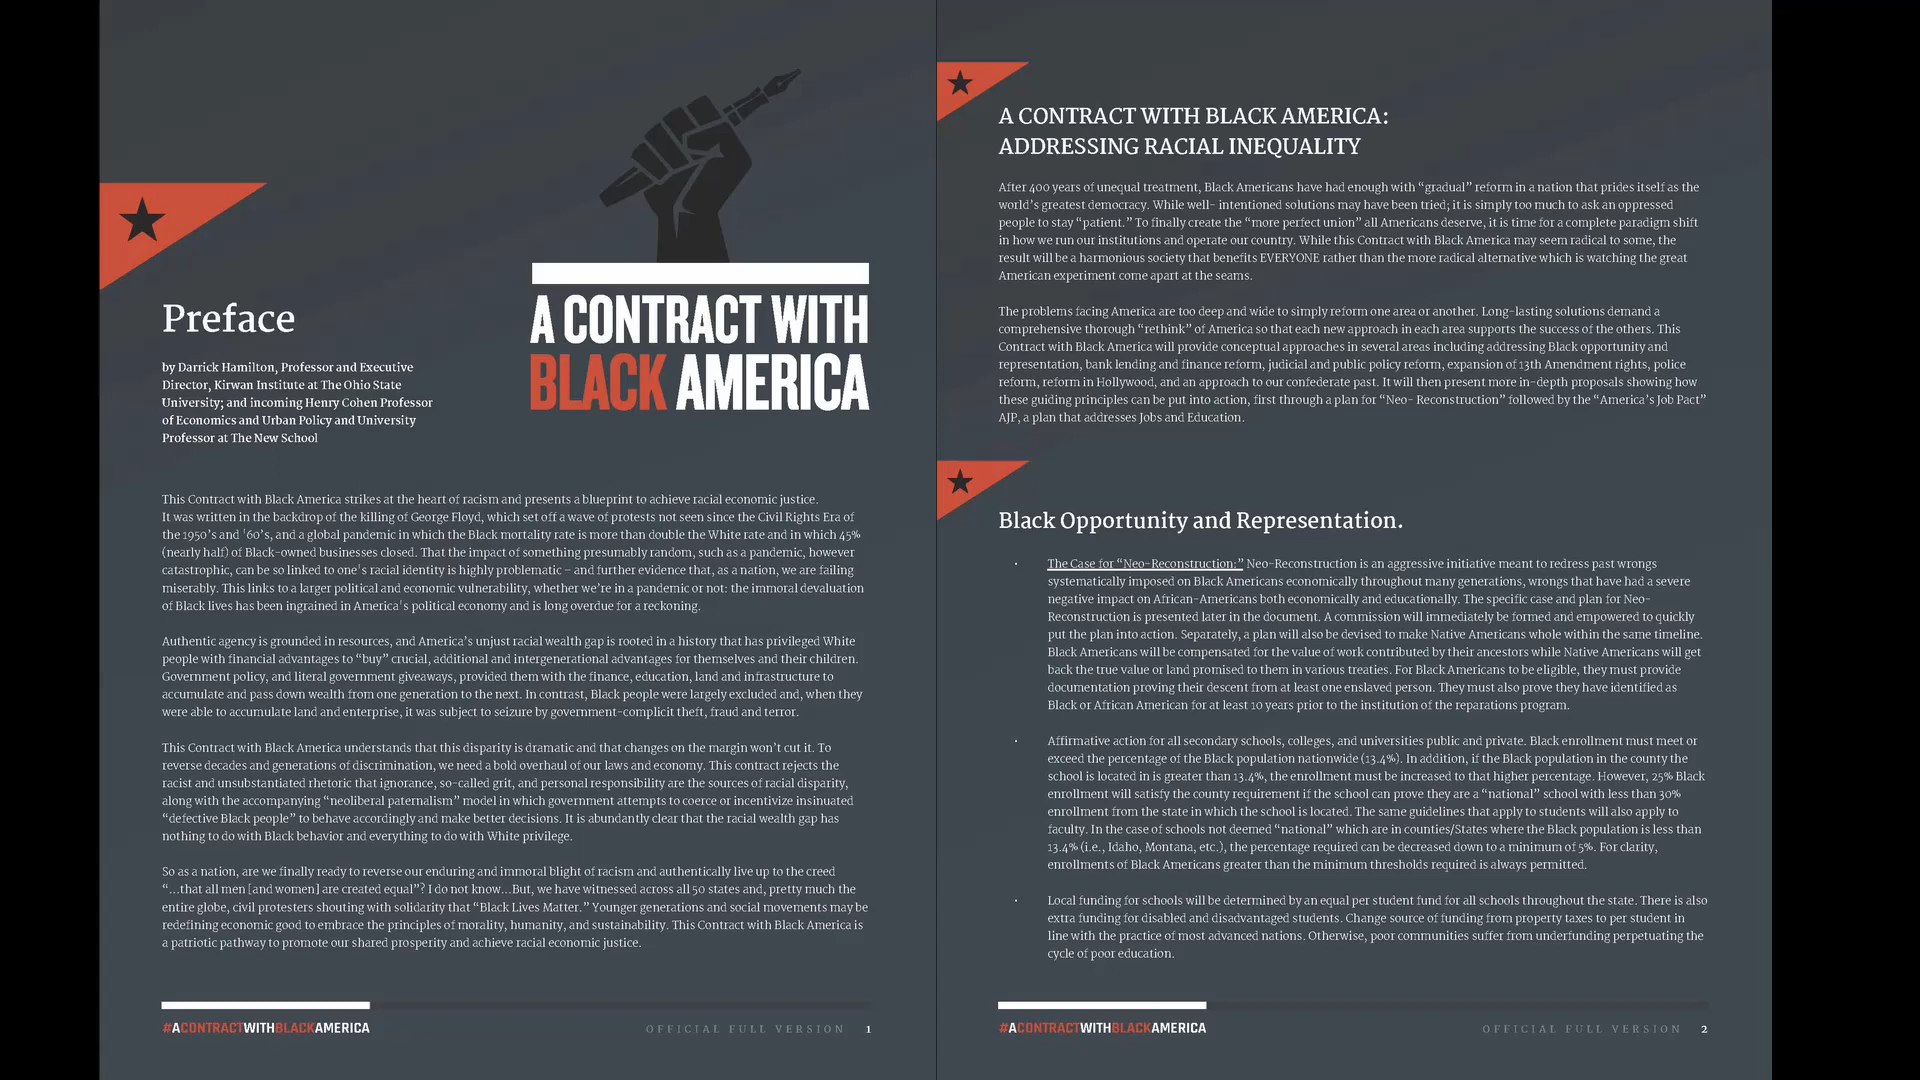 A CONTRACT WITH
BLACK AMERICA
Preface
by Darrick Hamilton, Professor and Executive
Director, Kirwan Institute at The Ohio State
University; and incoming Henry Cohen Professor
of Economics and Urban Policy and University
Professor at The New School
This Contract with Black America strikes at the heart of racism and presents a blueprint to achieve racial economic justice.
It was written in the backdrop of the killing of George Floyd, which set off a wave of protests not seen since the Civil Rights Era of
the 1950's and '60's, and a global pandemic in which the Black mortality rate is more than double the White rate and in which 45%
(nearly half) of Black-owned businesses closed. That the impact of something presumably random, such as a pandemic, however
catastrophic, can be so linked to one's racial identity is highly problematic – and further evidence that, as a nation, we are failing
miserably. This links to a larger political and economic vulnerability, whether we're in a pandemic or not: the immoral devaluation
of Black lives has been ingrained in America's political economy and is long overdue for a reckoning.
Authentic agency is grounded in resources, and America's unjust racial wealth gap is rooted in a history that has privileged White
people with financial advantages to “buy” crucial, additional and intergenerational advantages for themselves and their children.
Government policy, and literal government giveaways, provided them with the finance, education, land and infrastructure to
accumulate and pass down wealth from one generation to the next. In contrast, Black people were largely excluded and, when they
were able to accumulate land and enterprise, it was subject to seizure by government-complicit theft, fraud and terror.
This Contract with Black America understands that this disparity is dramatic and that changes on the margin won't cut it. To
reverse decades and generations of discrimination, we need a bold overhaul of our laws and economy. This contract rejects the
racist and unsubstantiated rhetoric that ignorance, so-called grit, and personal responsibility are the sources of racial disparity,
along with the accompanying “neoliberal paternalism” model in which government attempts to coerce or incentivize insinuated
“defective Black people” to behave accordingly and make better decisions. It is abundantly clear that the racial wealth gap has
nothing to do with Black behavior and everything to do with White privilege.
So as a nation, are we finally ready to reverse our enduring and immoral blight of racism and authentically live up to the creed
“...that all men [and women] are created equal”? I do not know...But, we have witnessed across all 50 states and, pretty much the
entire globe, civil protesters shouting with solidarity that “Black Lives Matter.” Younger generations and social movements may be
redefining economic good to embrace the principles of morality, humanity, and sustainability. This Contract with Black America is
a patriotic pathway to promote our shared prosperity and achieve racial economic justice.
#ACONTRACTWITHBLACKAMERICA
OFFICIAL FULL VERSION 1
A CONTRACT WITH BLACK AMERICA:
ADDRESSING RACIAL INEQUALITY
After 400 years of unequal treatment, Black Americans have had enough with “gradual” reform in a nation that prides itself as the
world's greatest democracy. While well- intentioned solutions may have been tried; it is simply too much to ask an oppressed
people to stay “patient.” To finally create the “more perfect union” all Americans deserve, it is time for a complete paradigm shift
in how we run our institutions and operate our country. While this Contract with Black America may seem radical to some, the
result will be a harmonious society that benefits EVERYONE rather than the more radical alternative which is watching the great
American experiment come apart at the seams.
The problems facing America are too deep and wide to simply reform one area or another. Long-lasting solutions demand a
comprehensive thorough “rethink” of America so that each new approach in each area supports the success of the others. This
Contract with Black America will provide conceptual approaches in several areas including addressing Black opportunity and
representation, bank lending and finance reform, judicial and public policy reform, expansion of 13th Amendment rights, police
reform, reform in Hollywood, and an approach to our confederate past. It will then present more in-depth proposals showing how
these guiding principles can be put into action, first through a plan for “Neo- Reconstruction” followed by the “America's Job Pact”
AJP, a plan that addresses Jobs and Education.
Black Opportunity and Representation.
· The Case for “Neo-Reconstruction:” Neo-Reconstruction is an aggressive initiative meant to redress past wrongs
systematically imposed on Black Americans economically throughout many generations, wrongs that have had a severe
negative impact on African-Americans both economically and educationally. The specific case and plan for Neo-
Reconstruction is presented later in the document. A commission will immediately be formed and empowered to quickly
put the plan into action. Separately, a plan will also be devised to make Native Americans whole within the same timeline.
Black Americans will be compensated for the value of work contributed by their ancestors while Native Americans will get
back the true value or land promised to them in various treaties. For Black Americans to be eligible, they must provide
documentation proving their descent from at least one enslaved person. They must also prove they have identified as
Black or African American for at least 10 years prior to the institution of the reparations program.
· Affirmative action for all secondary schools, colleges, and universities public and private. Black enrollment must meet or
exceed the percentage of the Black population nationwide (13.4%). In addition, if the Black population in the county the
school is located in is greater than 13.4%, the enrollment must be increased to that higher percentage. However, 25% Black
enrollment will satisfy the county requirement if the school can prove they are a “national” school with less than 30%
enrollment from the state in which the school is located. The same guidelines that apply to students will also apply to
faculty. In the case of schools not deemed “national” which are in counties/States where the Black population is less than
13.4% (i.e., Idaho, Montana, etc.), the percentage required can be decreased down to a minimum of 5%. For clarity,
enrollments of Black Americans greater than the minimum thresholds required is always permitted.
· Local funding for schools will be determined by an equal per student fund for all schools throughout the state. There is also
extra funding for disabled and disadvantaged students. Change source of funding from property taxes to per student in
line with the practice of most advanced nations. Otherwise, poor communities suffer from underfunding perpetuating the
cycle of poor education.
#ACONTRACTWITHBLACKAMERICA
OFFICIAL FULL VERSION 2